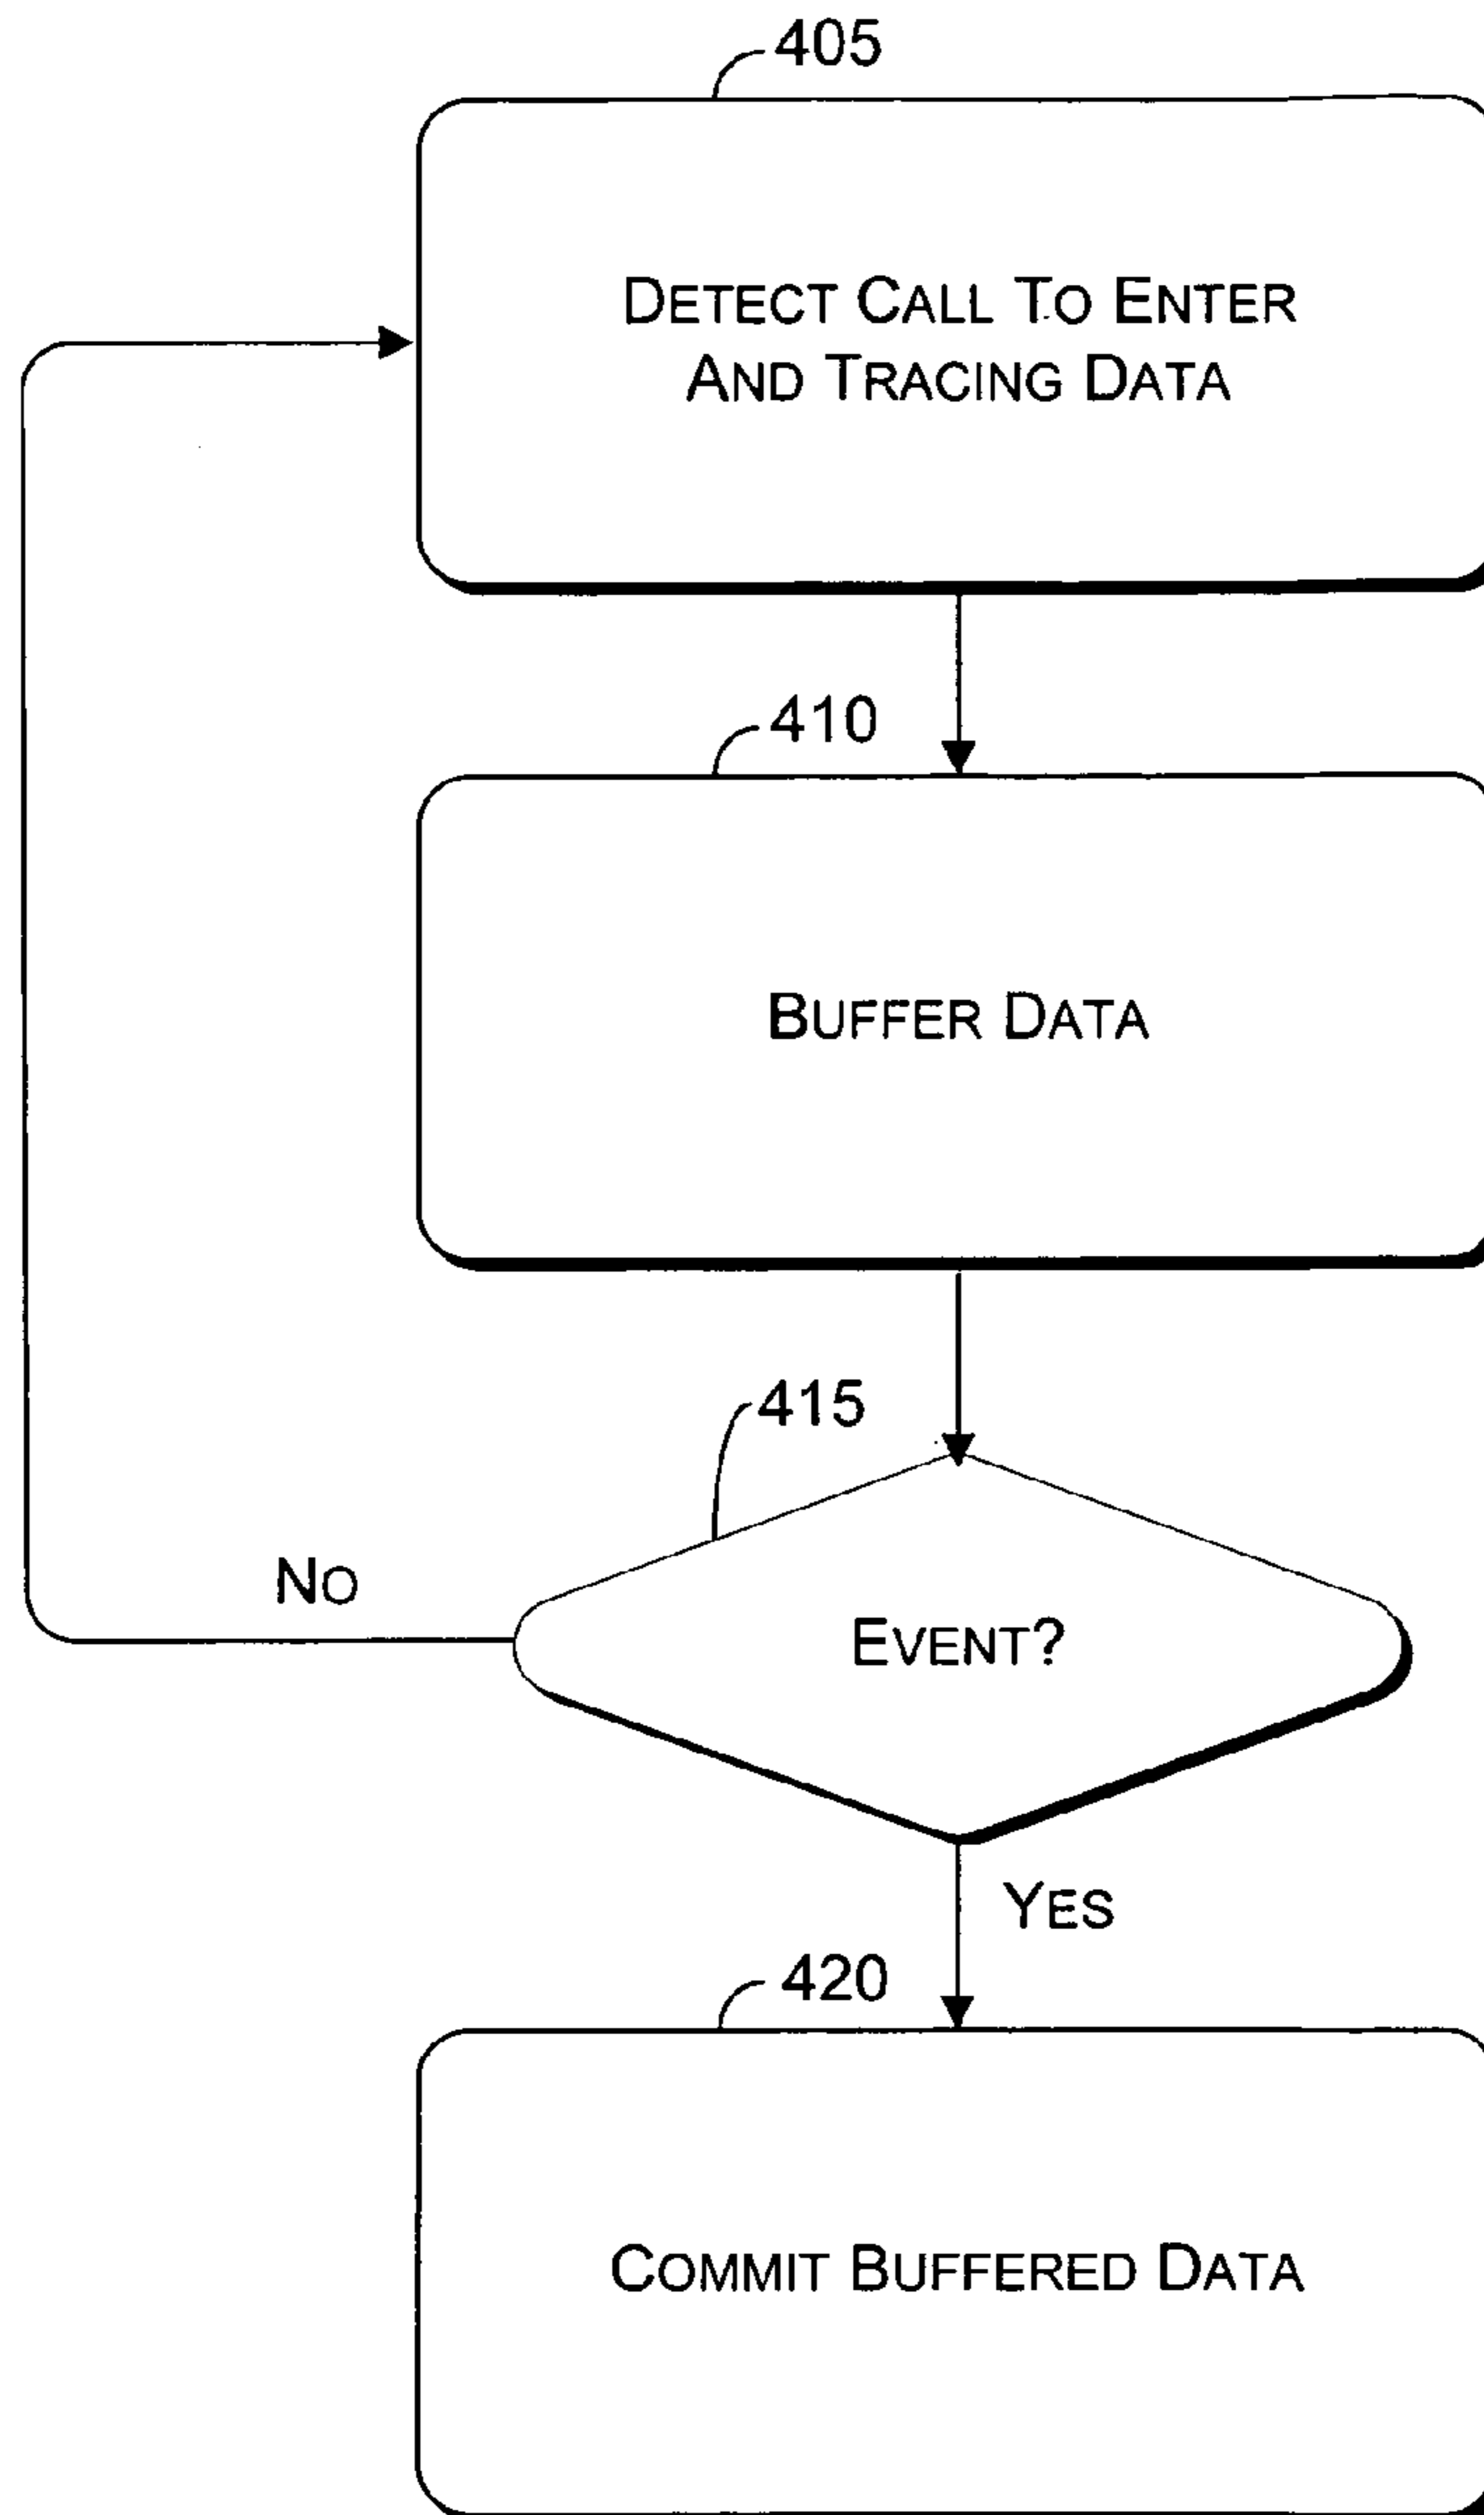 405
DETECT CALL TO ENTER
AND TRACING DATA
410
BUFFER DATA
415
NO
EVENT?
YES
420
COMMIT BUFFERED DATA